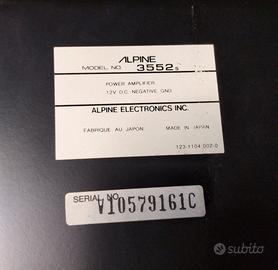 ALPINE
MODEL NO. 3552s
POWER AMPLIFIER
12V D.C. NEGATIVE GND
ALPINE ELECTRONICS INC.
FABRIQUE AU JAPON MADE IN JAPAN
123-1104 002-0
SERIAL NO.
V10579161C
subito